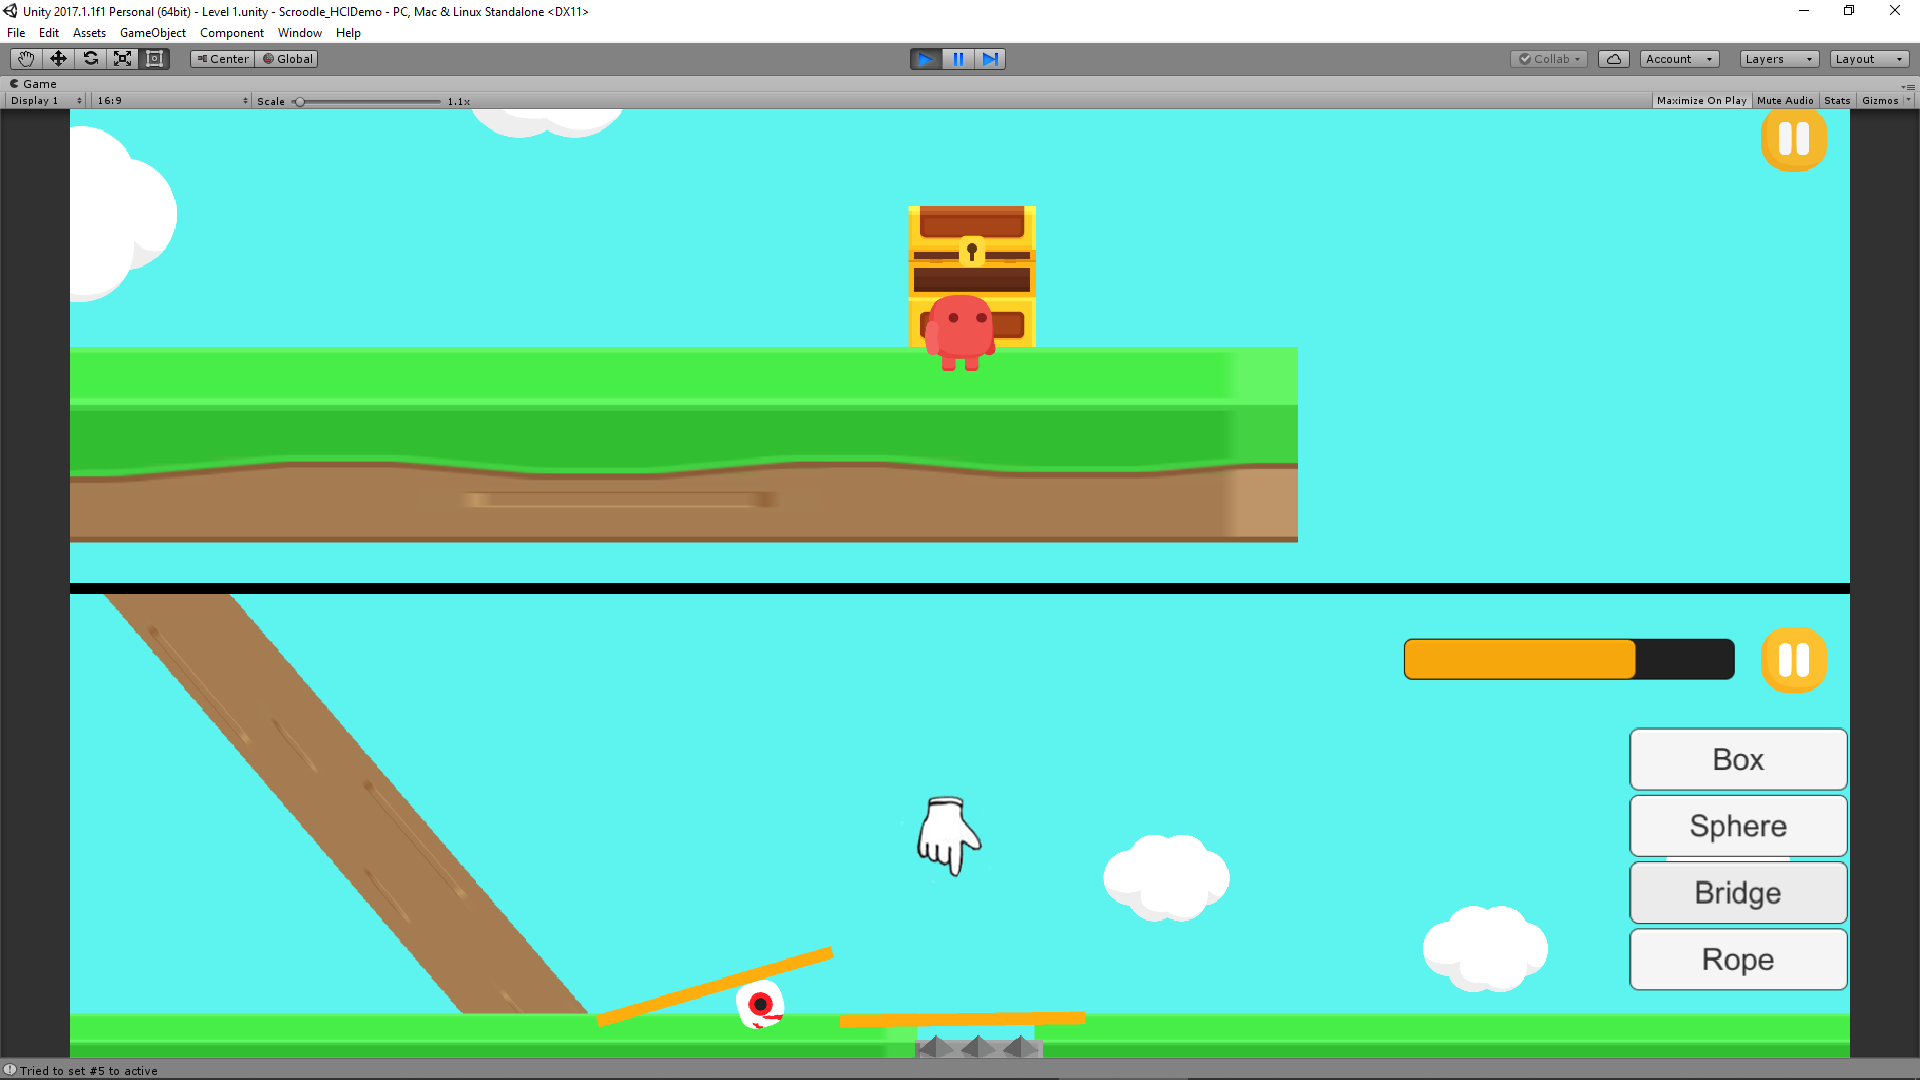 Unity 2017.1.1f1 Personal (64bit) - Level 1.unity - Scroodle_HCIDemo - PC, Mac & Linux Standalone <DX11>
File Edit Assets GameObject Component Window Help
Center Global Collab Account Layers Layout
Game
Display 1 16:9 Scale 1.1x Maximize On Play Mute Audio Stats Gizmos
Box
Sphere
Bridge
Rope
Tried to set #5 to active